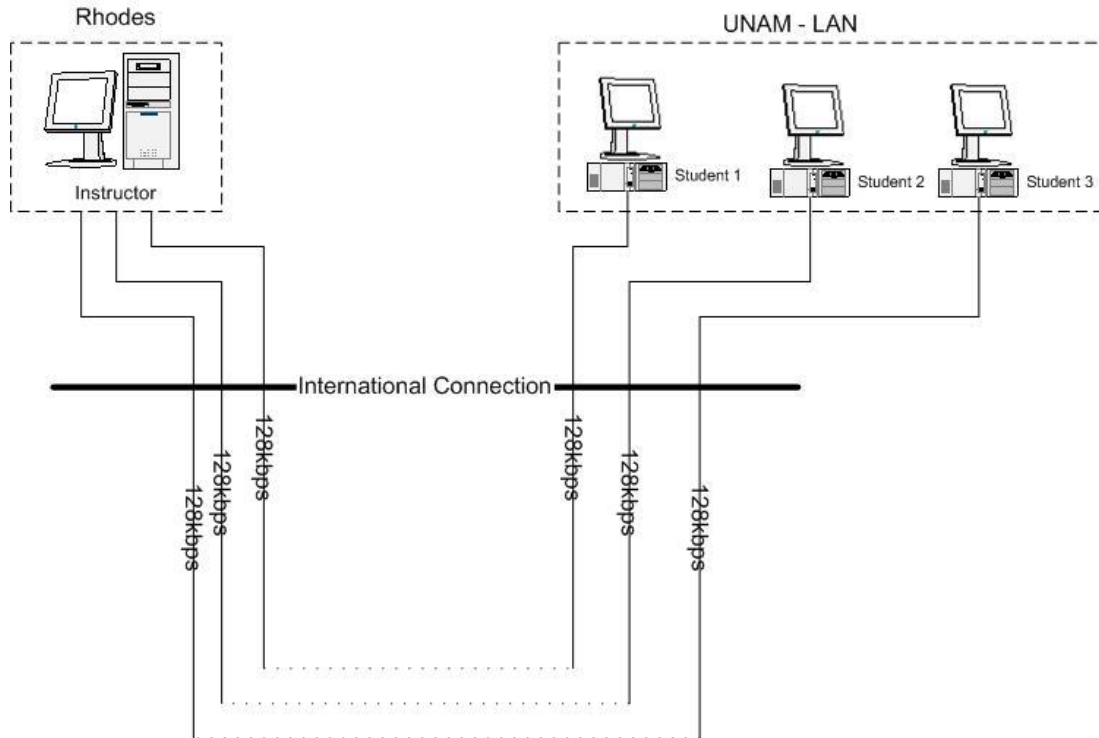 Rhodes
UNAM - LAN
Instructor
Student 1
Student 2
Student 3
International Connection
128kbps
128kbps
128kbps
128kbps
128kbps
128kbps